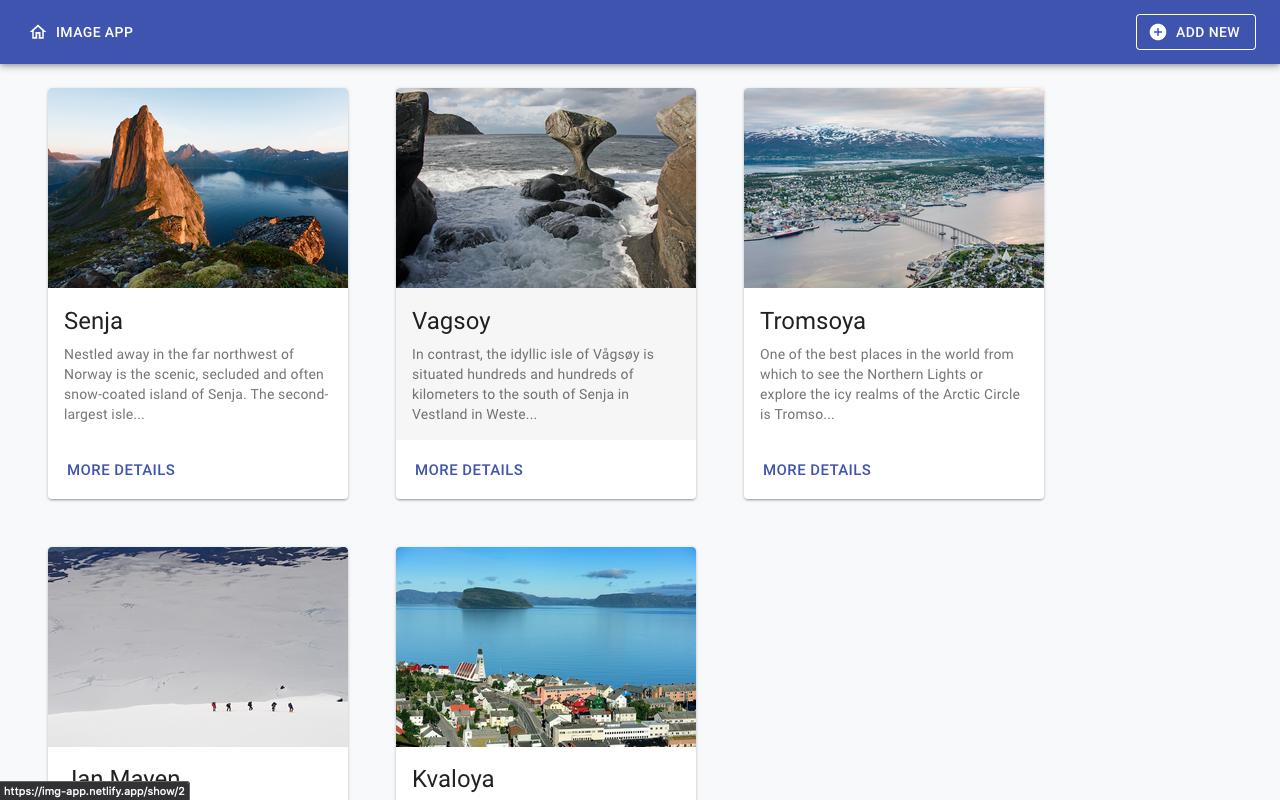 IMAGE APP
ADD NEW
Senja
Nestled away in the far northwest of
Norway is the scenic, secluded and often
snow-coated island of Senja. The second-
largest isle...
MORE DETAILS
Vagsoy
In contrast, the idyllic isle of Vågsøy is
situated hundreds and hundreds of
kilometers to the south of Senja in
Vestland in Weste...
MORE DETAILS
Tromsoya
One of the best places in the world from
which to see the Northern Lights or
explore the icy realms of the Arctic Circle
is Tromso...
MORE DETAILS
Jan Mayen
Kvaloya
https://img-app.netlify.app/show/2